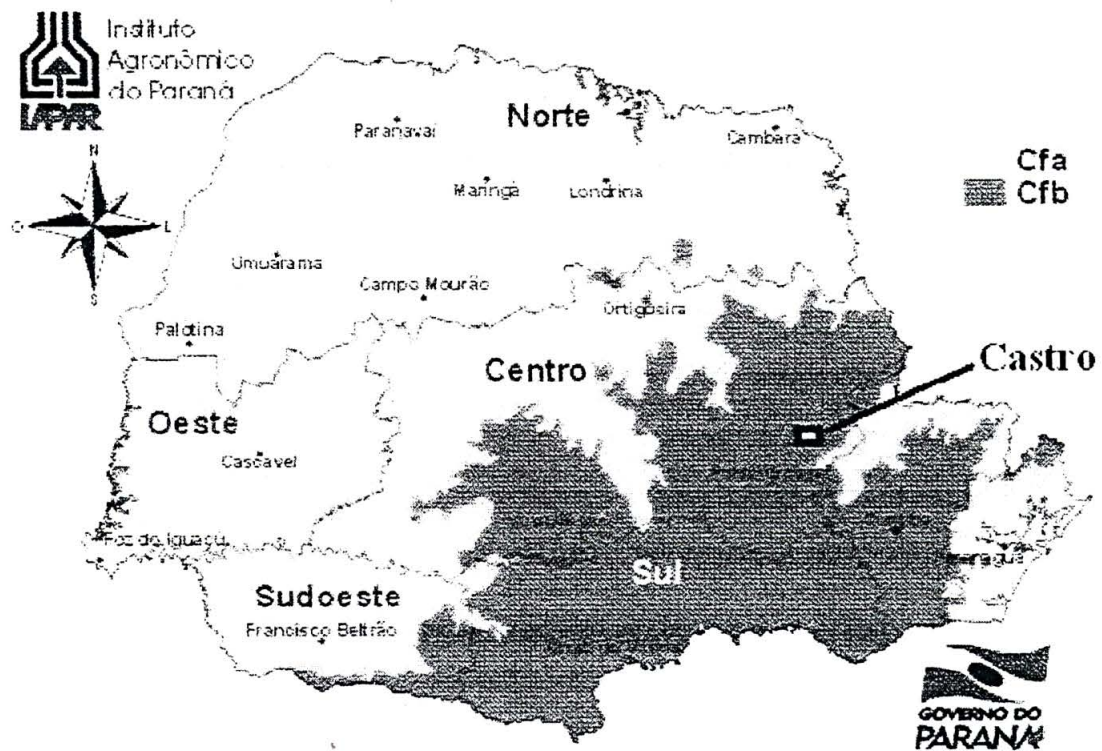 Instituto
Agronômico
do Paraná
IAPAR
N
O
L
S
Norte
Paranavaí
Cambará
Maringá
Londrina
Cfa
Cfb
Umuarama
Campo Mourão
Ortigueira
Palotina
Centro
Castro
Oeste
Cascavel
Foz do Iguaçu
Sul
Sudoeste
Francisco Beltrão
GOVERNO DO
PARANÁ